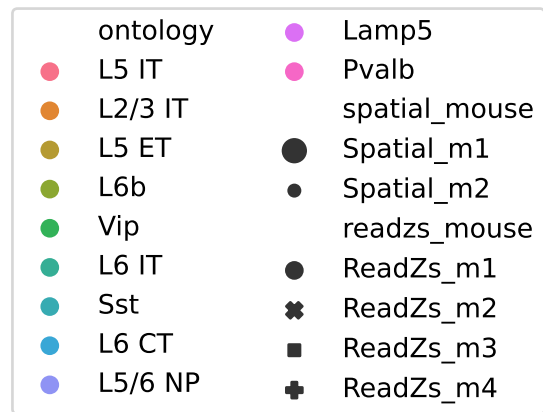 ontology
L5 IT
L2/3 IT
L5 ET
L6b
Vip
L6 IT
Sst
L6 CT
L5/6 NP
Lamp5
Pvalb
spatial_mouse
Spatial_m1
Spatial_m2
readzs_mouse
ReadZs_m1
ReadZs_m2
ReadZs_m3
ReadZs_m4